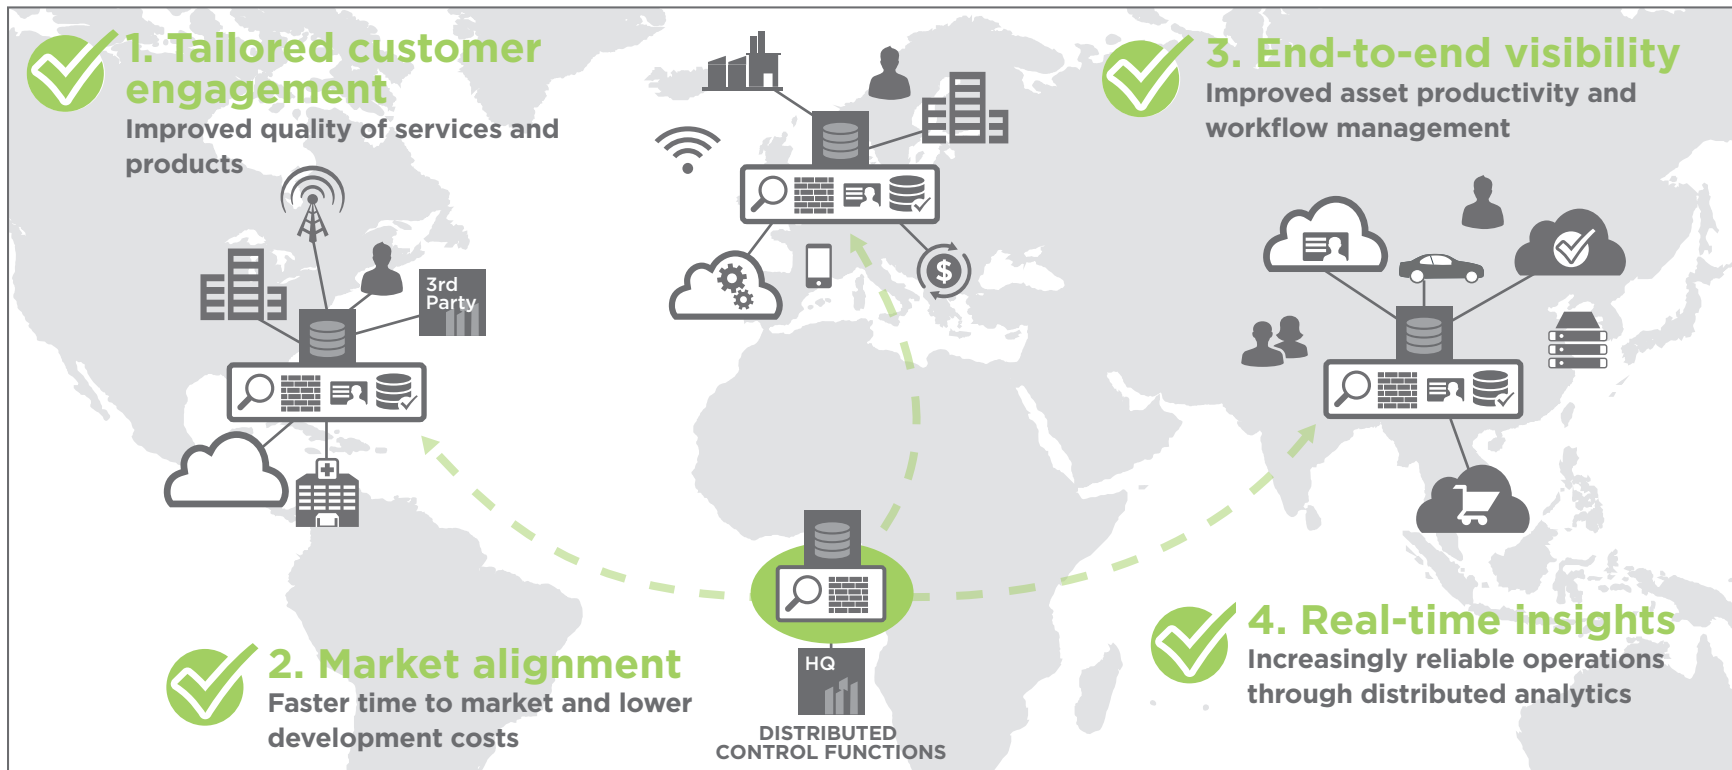 1. Tailored customer
engagement
Improved quality of services and
products
3rd
Party
$
3. End-to-end visibility
Improved asset productivity and
workflow management
2. Market alignment
Faster time to market and lower
development costs
HQ
DISTRIBUTED
CONTROL FUNCTIONS
4. Real-time insights
Increasingly reliable operations
through distributed analytics